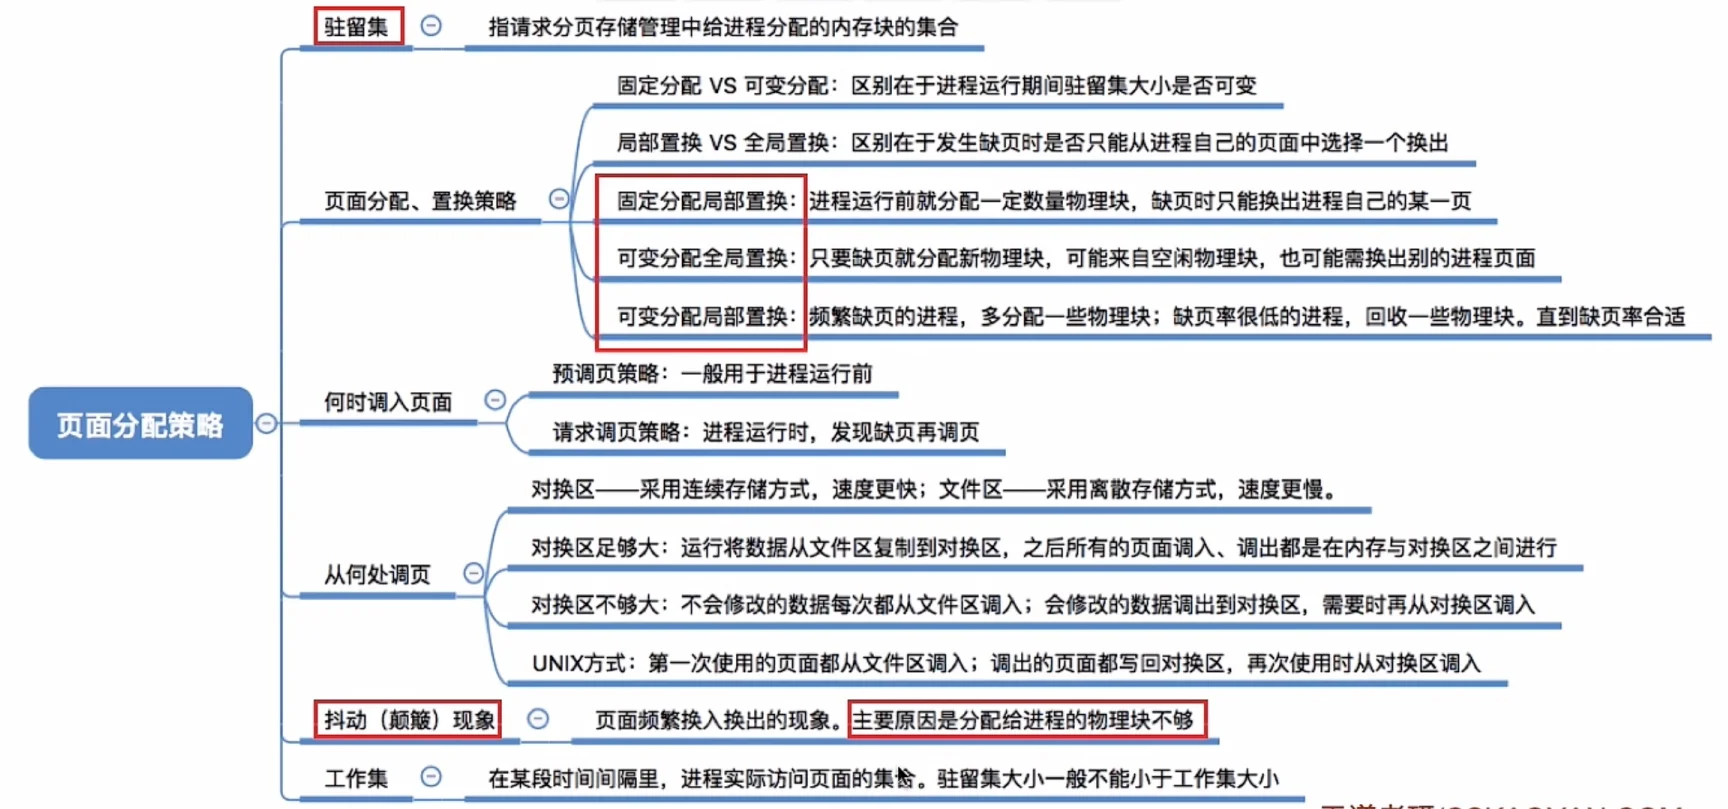 驻留集
指请求分页存储管理中给进程分配的内存块的集合
固定分配 VS 可变分配：区别在于进程运行期间驻留集大小是否可变
局部置换 VS 全局置换：区别在于发生缺页时是否只能从进程自己的页面中选择一个换出
页面分配、置换策略
固定分配局部置换：进程运行前就分配一定数量物理块，缺页时只能换出进程自己的某一页
可变分配全局置换：只要缺页就分配新物理块，可能来自空闲物理块，也可能需换出别的进程页面
可变分配局部置换：频繁缺页的进程，多分配一些物理块；缺页率很低的进程，回收一些物理块。直到缺页率合适
页面分配策略
何时调入页面
预调页策略：一般用于进程运行前
请求调页策略：进程运行时，发现缺页再调页
对换区——采用连续存储方式，速度更快；文件区——采用离散存储方式，速度更慢。
对换区足够大：运行将数据从文件区复制到对换区，之后所有的页面调入、调出都是在内存与对换区之间进行
从何处调页
对换区不够大：不会修改的数据每次都从文件区调入；会修改的数据调出到对换区，需要时再从对换区调入
UNIX方式：第一次使用的页面都从文件区调入；调出的页面都写回对换区，再次使用时从对换区调入
抖动（颠簸）现象
页面频繁换入换出的现象。主要原因是分配给进程的物理块不够
工作集
在某段时间间隔里，进程实际访问页面的集合。驻留集大小一般不能小于工作集大小